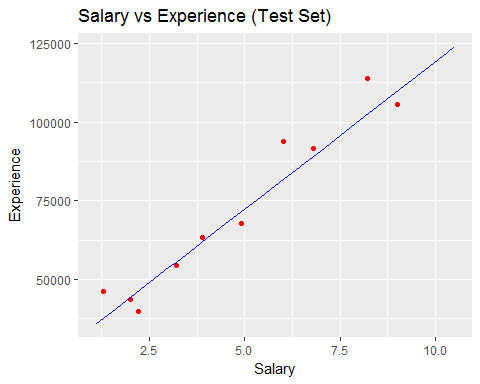 Salary vs Experience (Test Set)
125000
100000
75000
50000
Experience
2.5 5.0 7.5 10.0
Salary